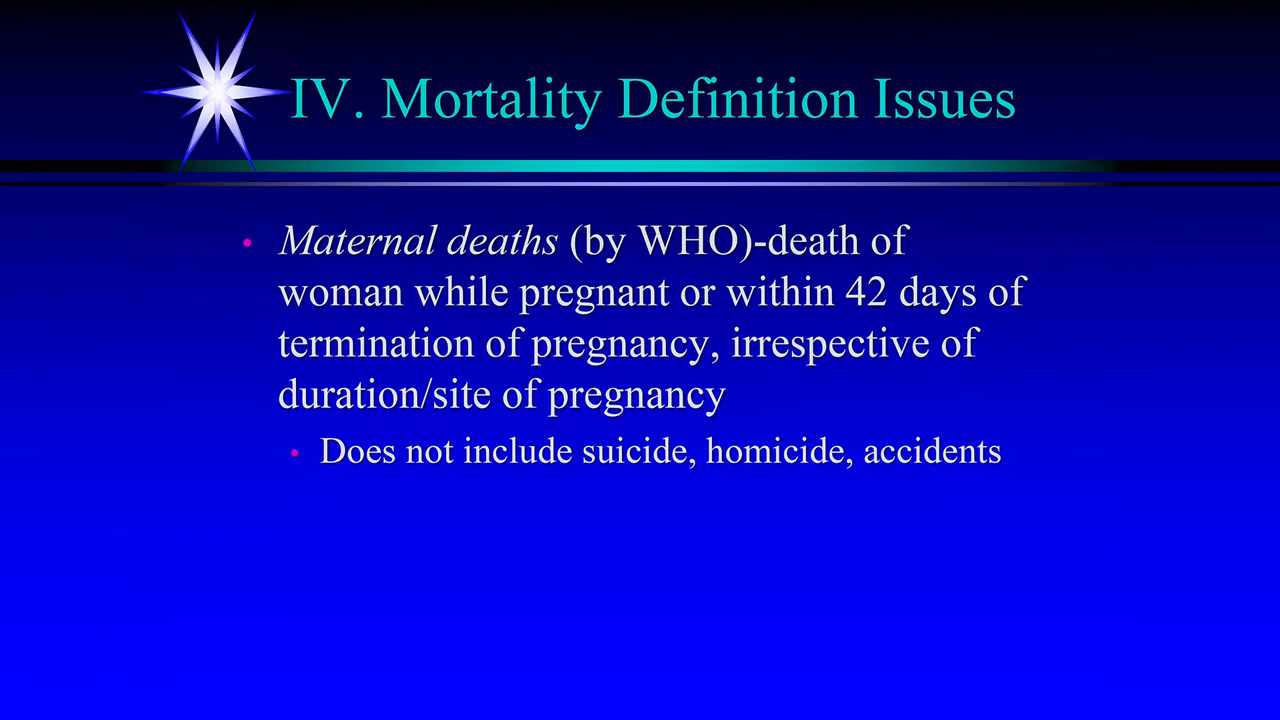 IV. Mortality Definition Issues
• Maternal deaths (by WHO)-death of
woman while pregnant or within 42 days of
termination of pregnancy, irrespective of
duration/site of pregnancy
• Does not include suicide, homicide, accidents